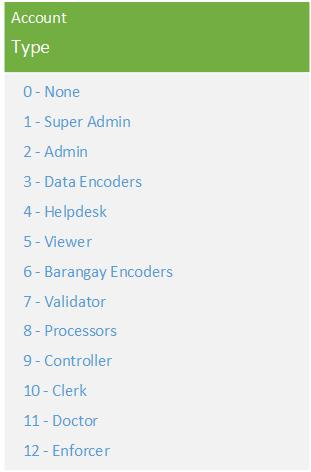 Account
Type
0 - None
1 - Super Admin
2 - Admin
3 - Data Encoders
4 - Helpdesk
5 - Viewer
6 - Barangay Encoders
7 - Validator
8 - Processors
9 - Controller
10 - Clerk
11 - Doctor
12 - Enforcer